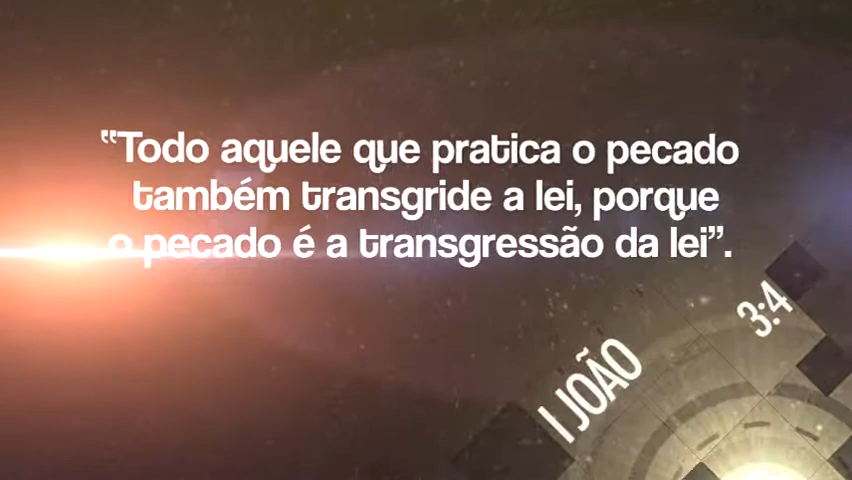 “Todo aquele que pratica o pecado
também transgride a lei, porque
o pecado é a transgressão da lei”.
I JOÃO
3:4